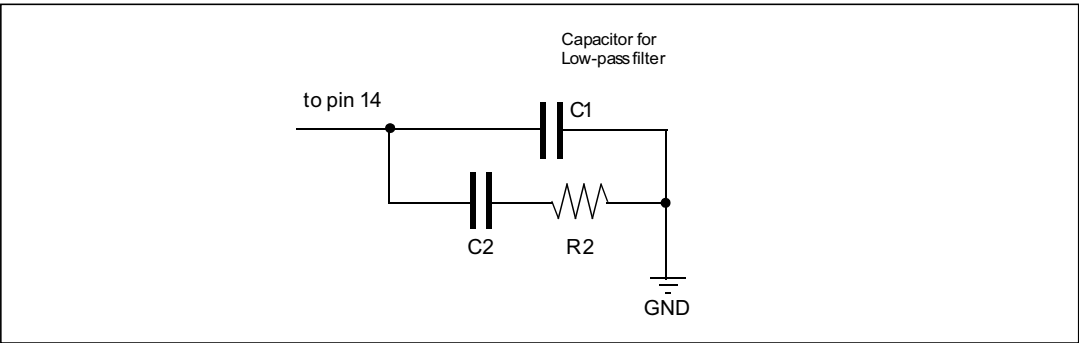 Capacitor for
Low-pass filter
to pin 14
C1
C2
R2
GND